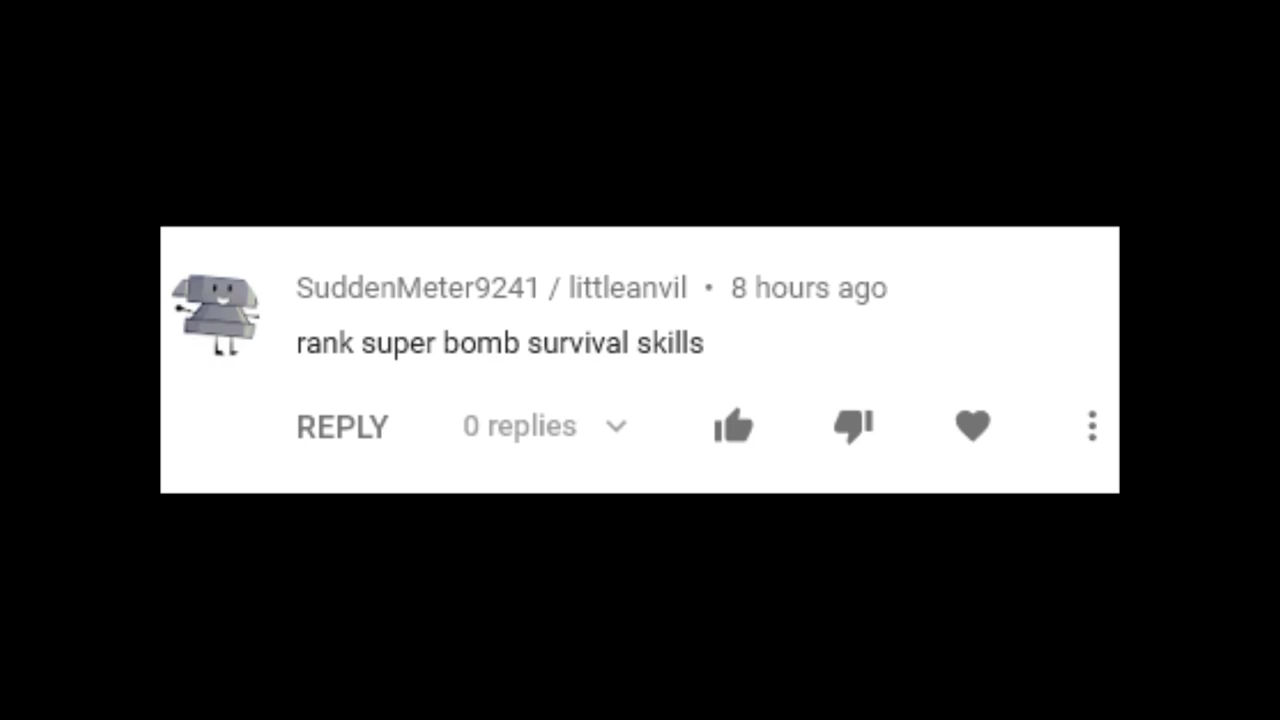 SuddenMeter9241 / littleanvil • 8 hours ago
rank super bomb survival skills
REPLY 0 replies